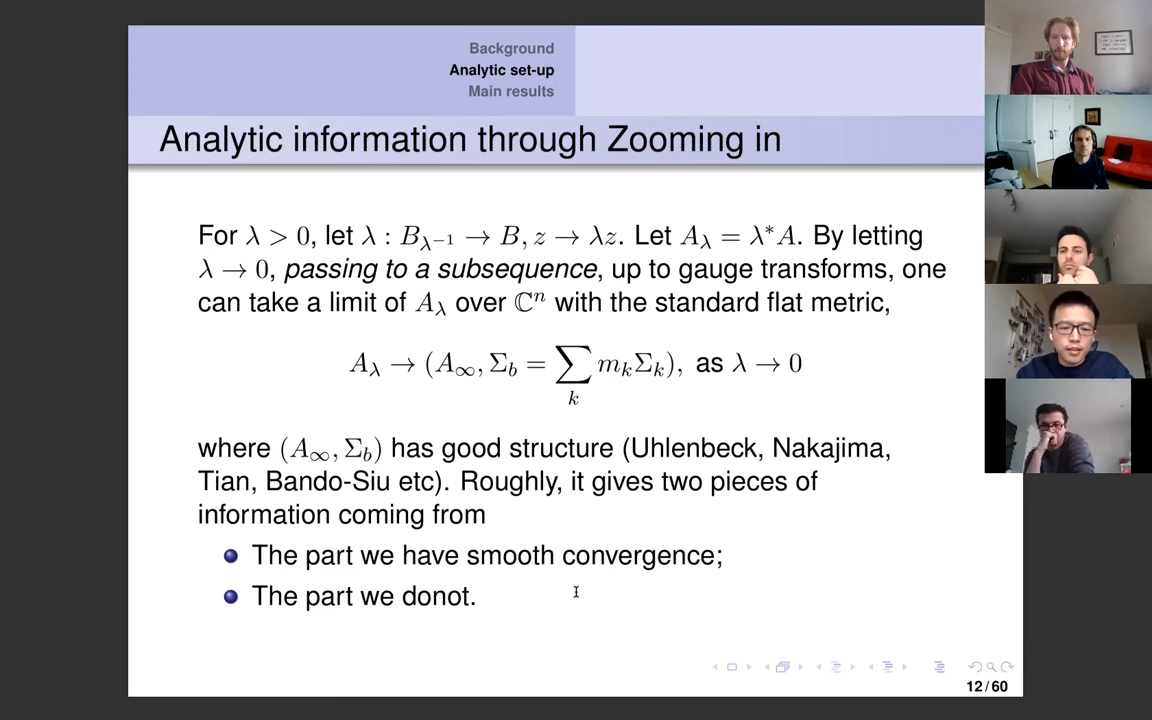 Background
Analytic set-up
Main results
Analytic information through Zooming in
For λ > 0, let λ : B_{λ^{-1}} → B, z → λz. Let A_λ = λ*A. By letting
λ → 0, passing to a subsequence, up to gauge transforms, one
can take a limit of A_λ over ℂⁿ with the standard flat metric,
A_λ → (A_∞, Σ_b = ∑_k m_kΣ_k), as λ → 0
where (A_∞, Σ_b) has good structure (Uhlenbeck, Nakajima,
Tian, Bando-Siu etc). Roughly, it gives two pieces of
information coming from
The part we have smooth convergence;
The part we donot.
12/60